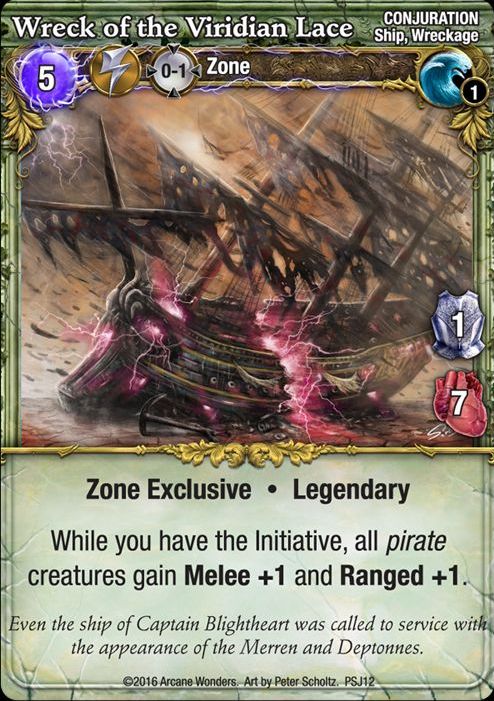 Wreck of the Viridian Lace
CONJURATION
Ship, Wreckage
5
0-1
Zone
1
1
7
Zone Exclusive • Legendary
While you have the Initiative, all pirate
creatures gain Melee +1 and Ranged +1.
Even the ship of Captain Blightheart was called to service with
the appearance of the Merren and Deptonnes.
©2016 Arcane Wonders. Art by Peter Scholtz. PSJ12